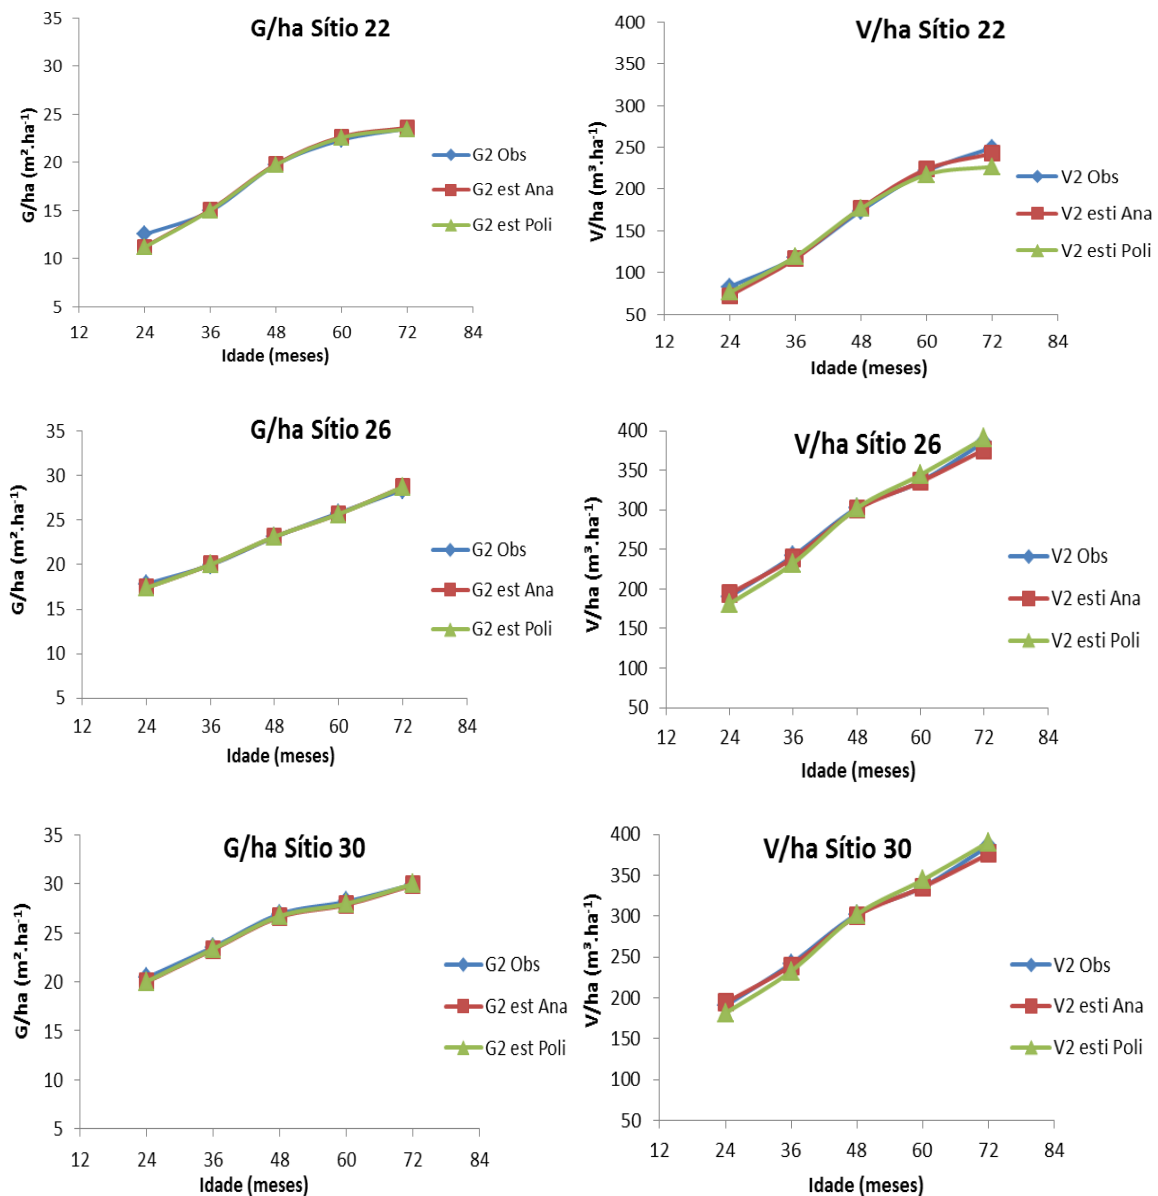 G/ha Sítio 22
35
30
25
20
15
10
5
12 24 36 48 60 72 84
G/ha (m².ha⁻¹)
Idade (meses)
G2 Obs
G2 est Ana
G2 est Poli
V/ha Sítio 22
400
350
300
250
200
150
100
50
12 24 36 48 60 72 84
V/ha (m³.ha⁻¹)
Idade (meses)
V2 Obs
V2 esti Ana
V2 esti Poli
G/ha Sítio 26
35
30
25
20
15
10
5
12 24 36 48 60 72 84
G/ha (m².ha⁻¹)
Idade (meses)
G2 Obs
G2 est Ana
G2 est Poli
V/ha Sítio 26
400
350
300
250
200
150
100
50
12 24 36 48 60 72 84
V/ha (m³.ha⁻¹)
Idade (meses)
V2 Obs
V2 esti Ana
V2 esti Poli
G/ha Sítio 30
35
30
25
20
15
10
5
12 24 36 48 60 72 84
G/ha (m².ha⁻¹)
Idade (meses)
G2 Obs
G2 est Ana
G2 est Poli
V/ha Sítio 30
400
350
300
250
200
150
100
50
12 24 36 48 60 72 84
V/ha (m³.ha⁻¹)
Idade (meses)
V2 Obs
V2 esti Ana
V2 esti Poli